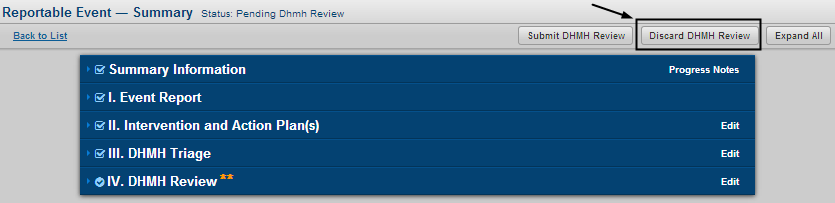 Reportable Event — Summary Status: Pending Dhmh Review
Back to List Submit DHMH Review Discard DHMH Review Expand All
Summary Information Progress Notes
I. Event Report
II. Intervention and Action Plan(s) Edit
III. DHMH Triage Edit
IV. DHMH Review ** Edit